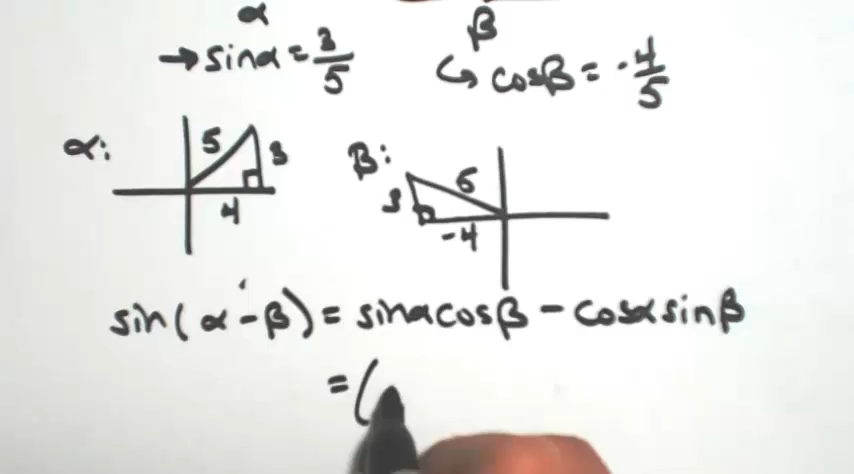 α β
→ sinα = 3/5 ↪ cosβ = -4/5
α: 5 3 4
β: 5 3 -4
sin(α - β) = sinαcosβ - cosαsinβ
= (